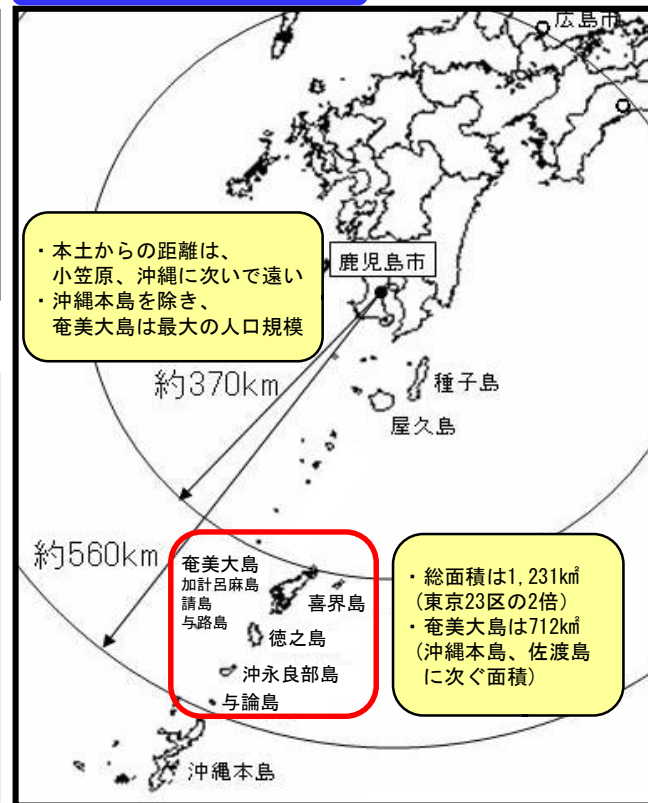 広島市
・本土からの距離は、
小笠原、沖縄に次いで遠い
・沖縄本島を除き、
奄美大島は最大の人口規模
鹿児島市
約370km
種子島
屋久島
約560km
奄美大島
加計呂麻島
請島
与路島
喜界島
徳之島
沖永良部島
与論島
・総面積は1,231㎢
(東京23区の2倍)
・奄美大島は712㎢
(沖縄本島、佐渡島
に次ぐ面積)
沖縄本島